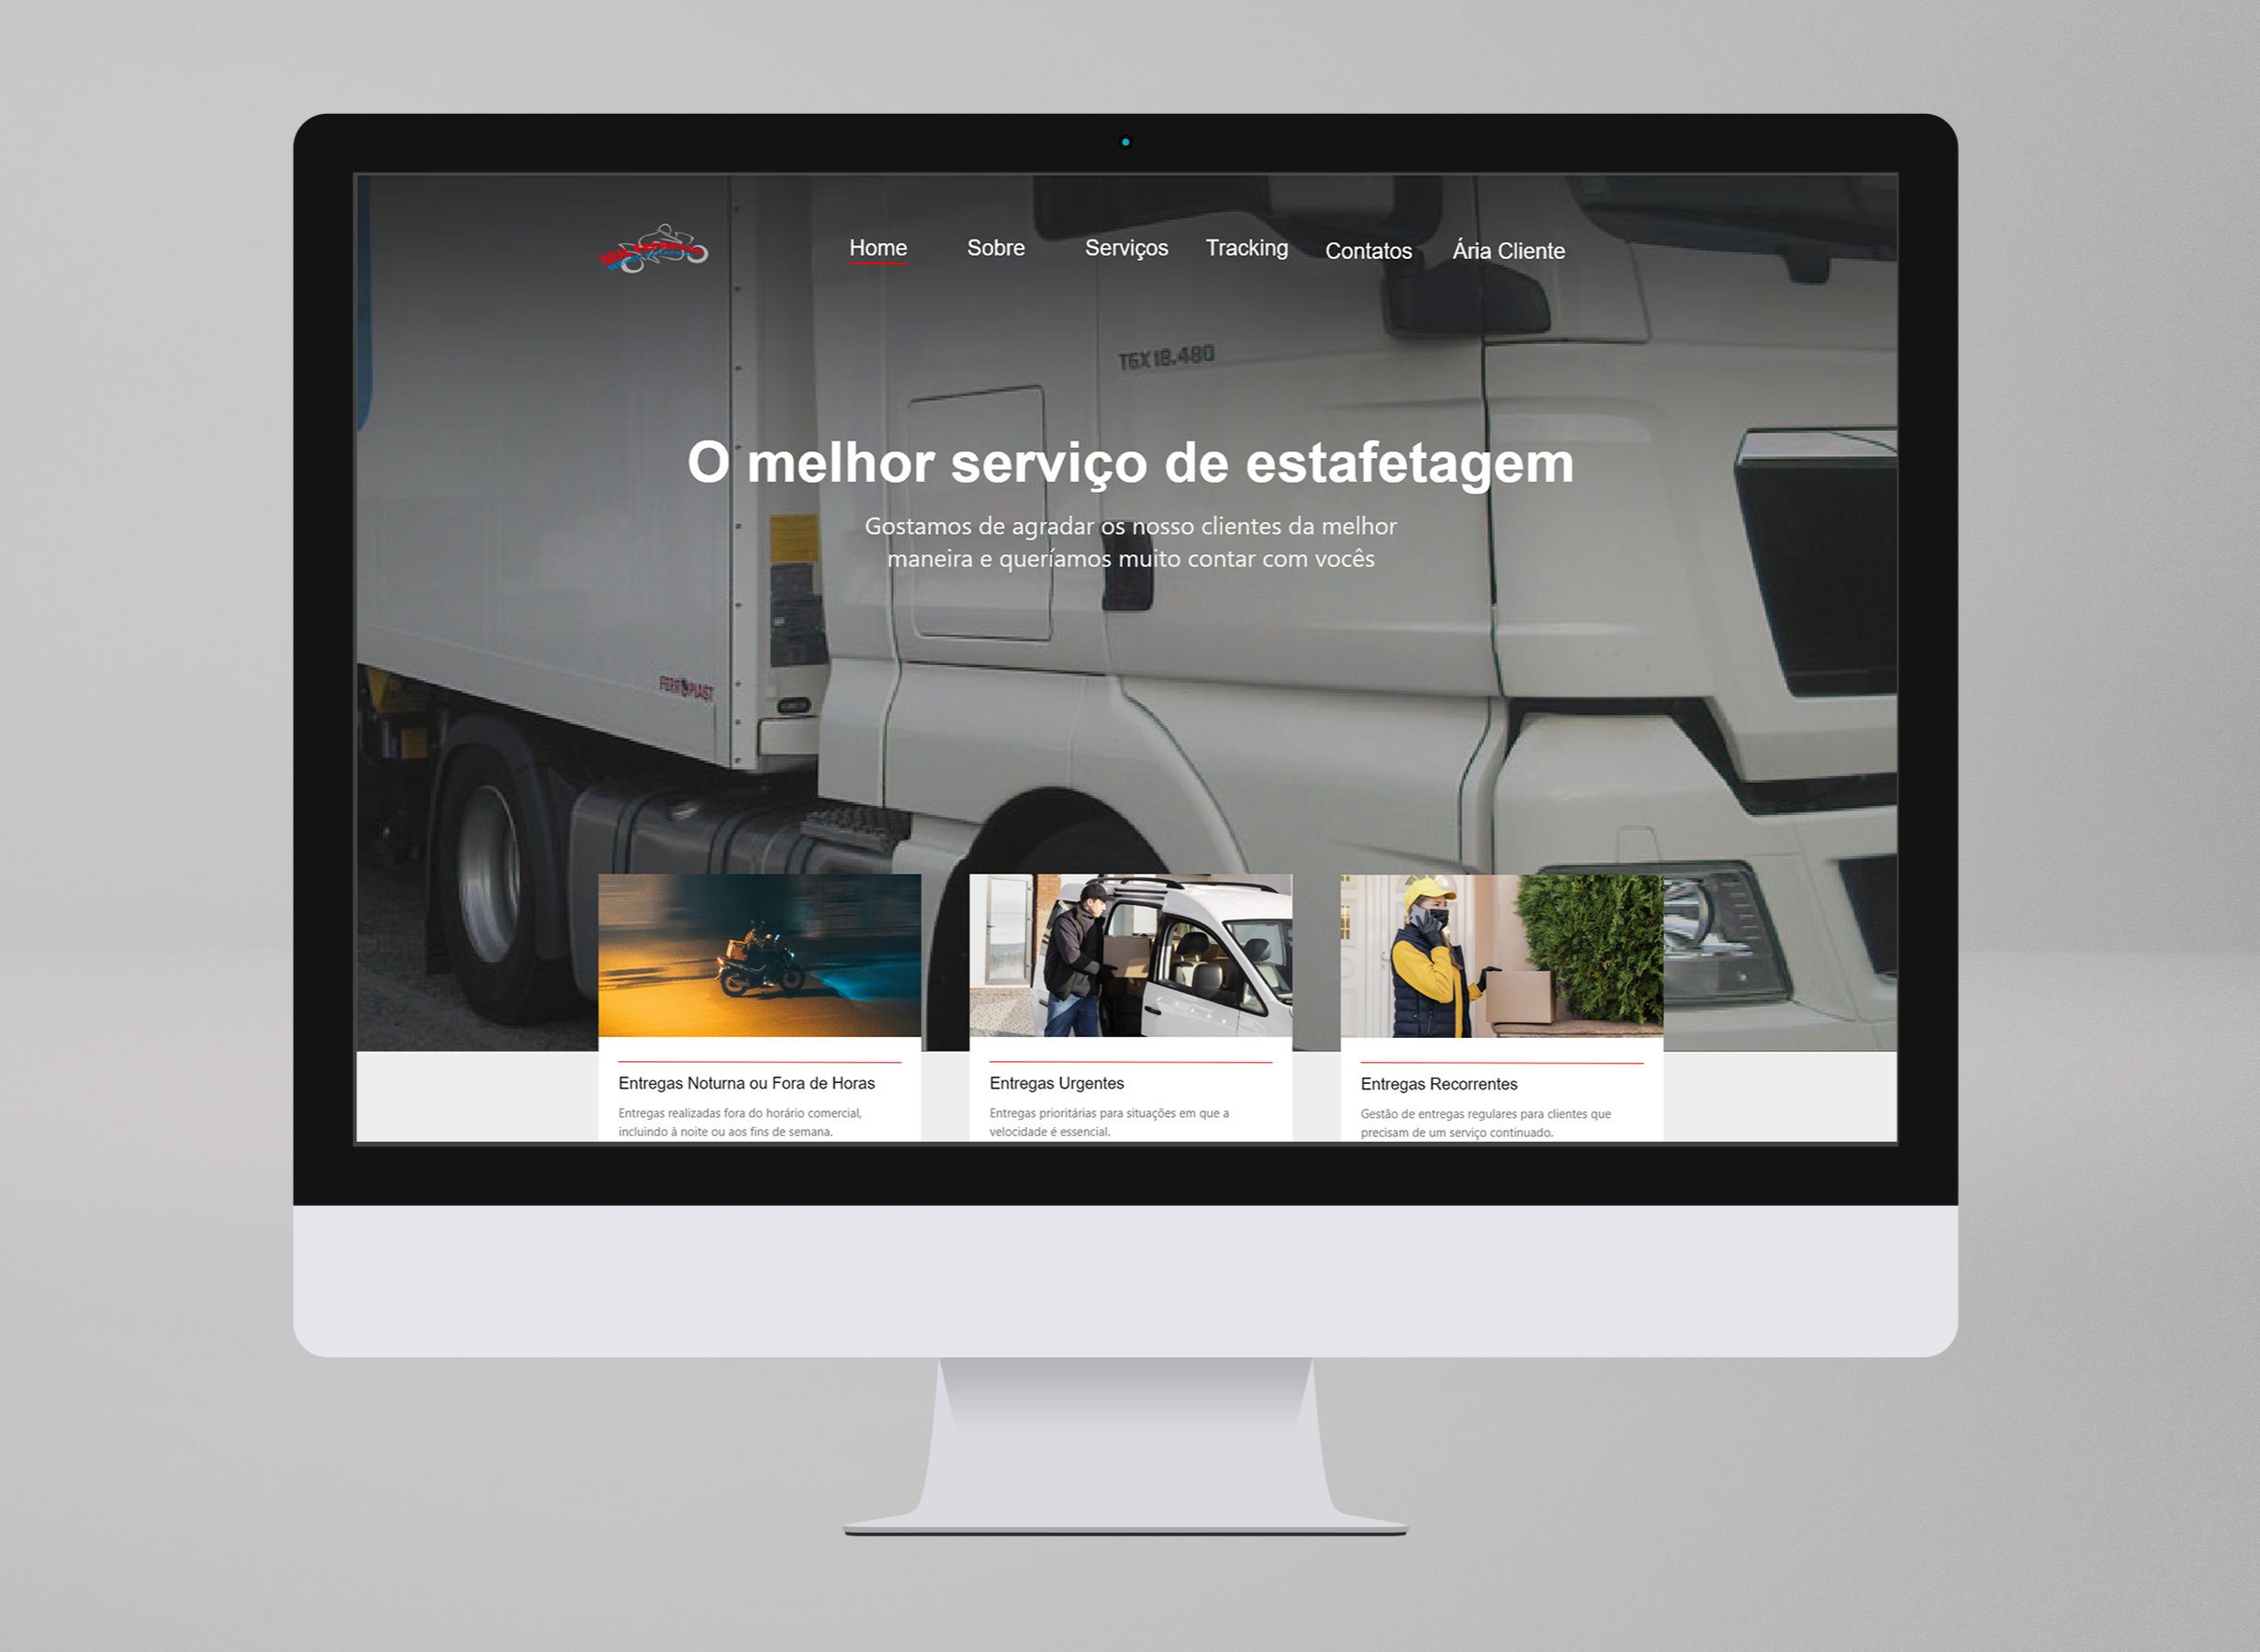 IDEAL EXPRESSO
Home Sobre Serviços Tracking Contatos Ária Cliente
TGX 18.480
O melhor serviço de estafetagem
Gostamos de agradar os nosso clientes da melhor
maneira e queríamos muito contar com vocês
FERROPLAST
Entregas Noturna ou Fora de Horas
Entregas realizadas fora do horário comercial,
incluindo à noite ou aos fins de semana.
Entregas Urgentes
Entregas prioritárias para situações em que a
velocidade é essencial.
Entregas Recorrentes
Gestão de entregas regulares para clientes que
precisam de um serviço continuado.